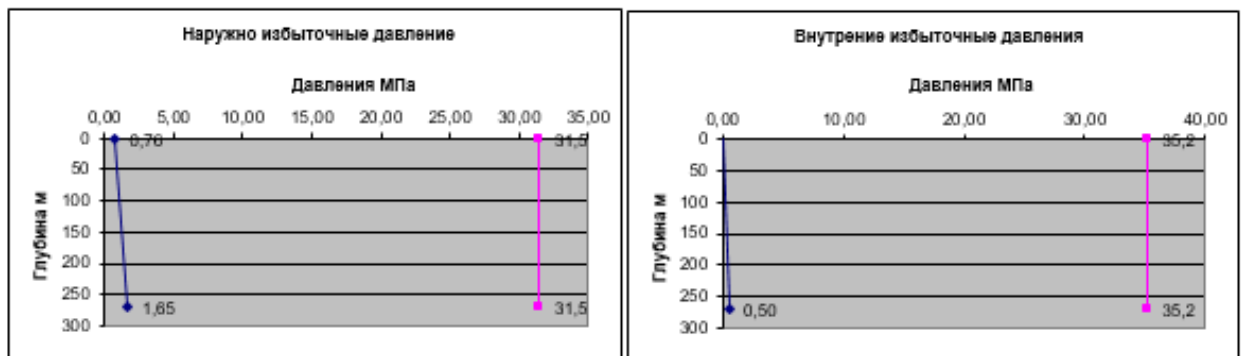 Наружно избыточные давление
Давления МПа
0,00 5,00 10,00 15,00 20,00 25,00 30,00 35,00
0 0,76 31,5
50
100
150
200
250
300
1,65 31,5
Глубина м
Внутрение избыточные давления
Давления МПа
0,00 10,00 20,00 30,00 40,00
0 35,2
50
100
150
200
250
300
0,50 35,2
Глубина м